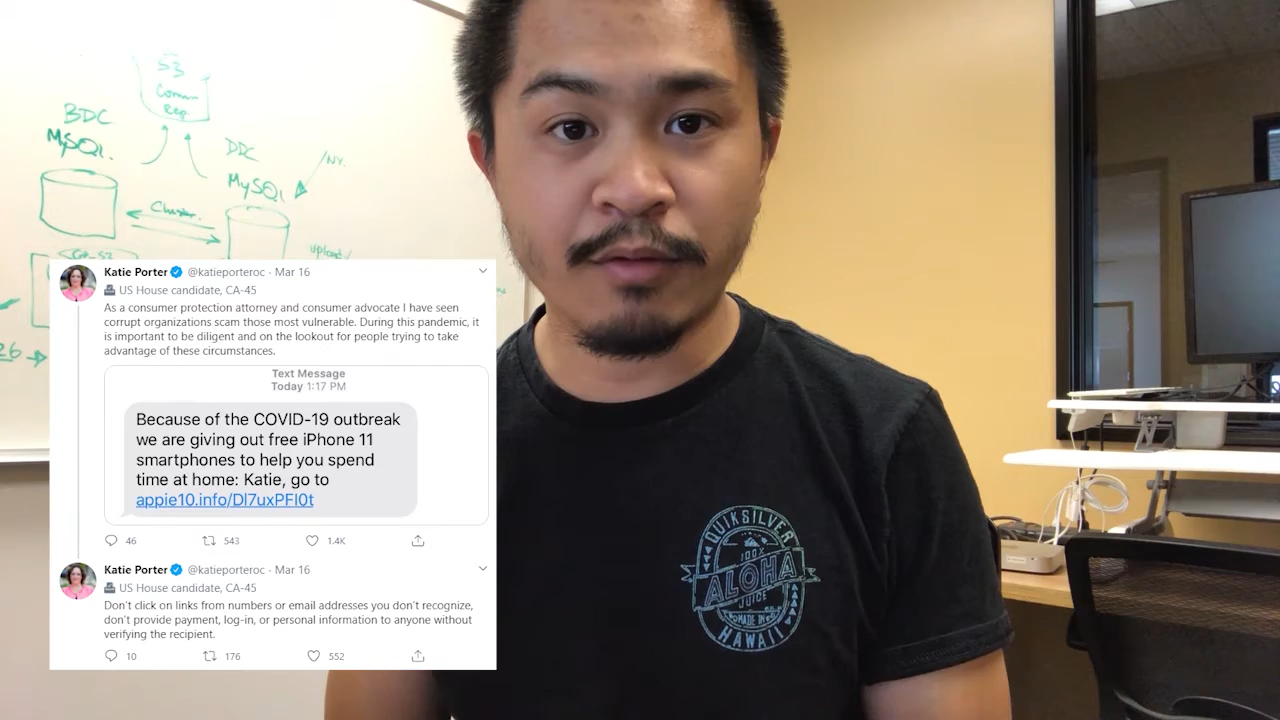 S3
Comm
Rep.
BDC
MySQL
DDC
MySQL
NV.
Cluster.
upload/
26
Katie Porter @katieporteroc · Mar 16
US House candidate, CA-45
As a consumer protection attorney and consumer advocate I have seen
corrupt organizations scam those most vulnerable. During this pandemic, it
is important to be diligent and on the lookout for people trying to take
advantage of these circumstances.
Text Message
Today 1:17 PM
Because of the COVID-19 outbreak
we are giving out free iPhone 11
smartphones to help you spend
time at home: Katie, go to
appie10.info/Dl7uxPFl0t
46 543 1.4K
Katie Porter @katieporteroc · Mar 16
US House candidate, CA-45
Don't click on links from numbers or email addresses you don't recognize,
don't provide payment, log-in, or personal information to anyone without
verifying the recipient.
10 176 552
QUIKSILVER
100%
ALOHA
JUICE
MADE IN
HAWAII